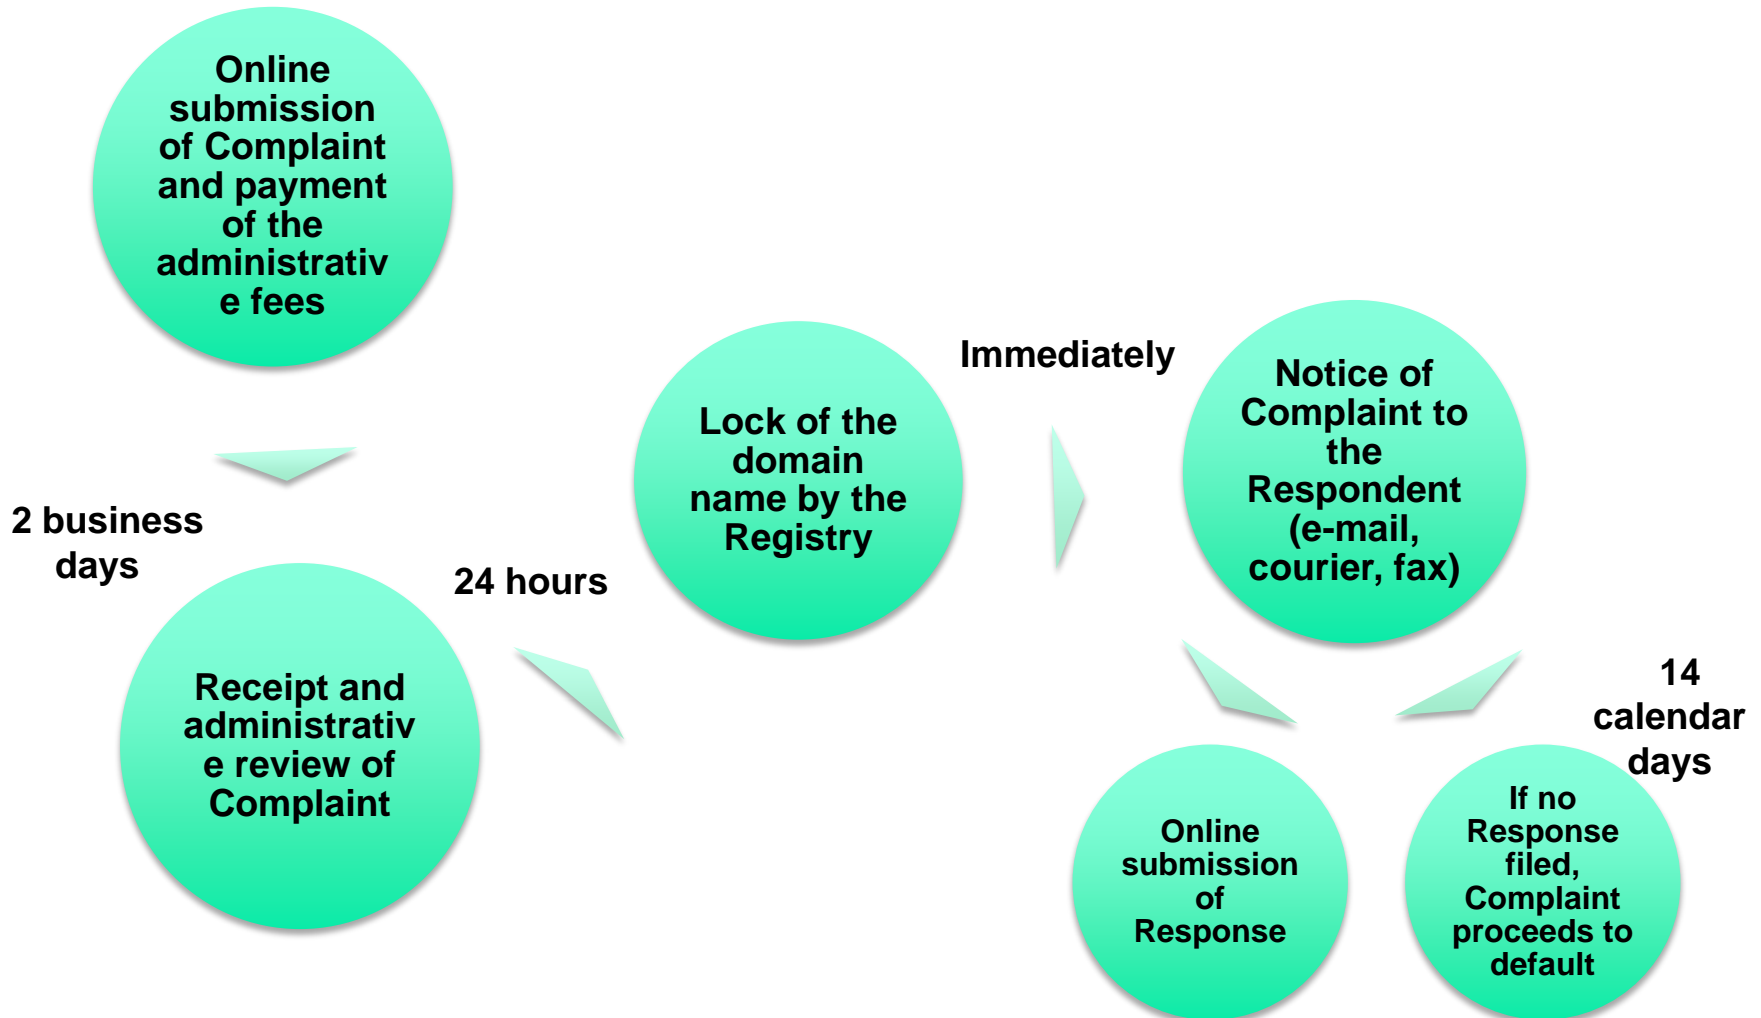 Online
submission
of Complaint
and payment
of the
administrativ
e fees
2 business
days
Receipt and
administrativ
e review of
Complaint
24 hours
Lock of the
domain
name by the
Registry
Immediately
Notice of
Complaint to
the
Respondent
(e-mail,
courier, fax)
14
calendar
days
Online
submission
of
Response
If no
Response
filed,
Complaint
proceeds to
default